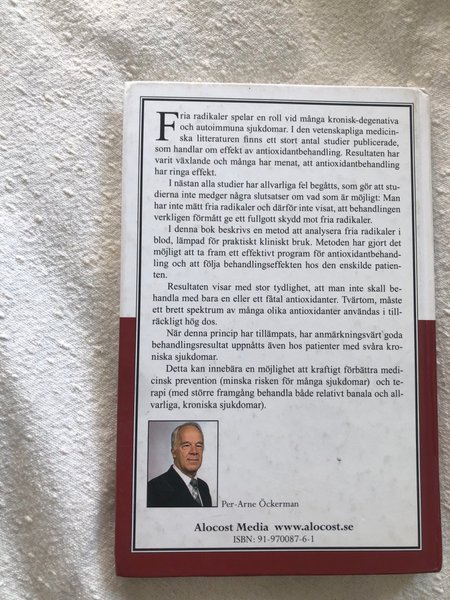 Fria radikaler spelar en roll vid många kronisk-degenativa
och autoimmuna sjukdomar. I den vetenskapliga medicin-
ska litteraturen finns ett stort antal studier publicerade,
som handlar om effekt av antioxidantbehandling. Resultaten har
varit växlande och många har menat, att antioxidantbehandling
har ringa effekt.
I nästan alla studier har allvarliga fel begåtts, som gör att stu-
dierna inte medger några slutsatser om vad som är möjligt: Man
har inte mätt fria radikaler och därför inte visat, att behandlingen
verkligen förmått ge ett fullgott skydd mot fria radikaler.
I denna bok beskrivs en metod att analysera fria radikaler i
blod, lämpad för praktiskt kliniskt bruk. Metoden har gjort det
möjligt att ta fram ett effektivt program för antioxidantbehand-
ling och att följa behandlingseffekten hos den enskilde patien-
ten.
Resultaten visar med stor tydlighet, att man inte skall be-
handla med bara en eller ett fåtal antioxidanter. Tvärtom, måste
ett brett spektrum av många olika antioxidanter användas i till-
räckligt hög dos.
När denna princip har tillämpats, har anmärkningsvärt goda
behandlingsresultat uppnåtts även hos patienter med svåra kro-
niska sjukdomar.
Detta kan innebära en möjlighet att kraftigt förbättra medi-
cinsk prevention (minska risken för många sjukdomar) och te-
rapi (med större framgång behandla både relativt banala och all-
varliga, kroniska sjukdomar).
Per-Arne Öckerman
Alocost Media www.alocost.se
ISBN: 91-970087-6-1